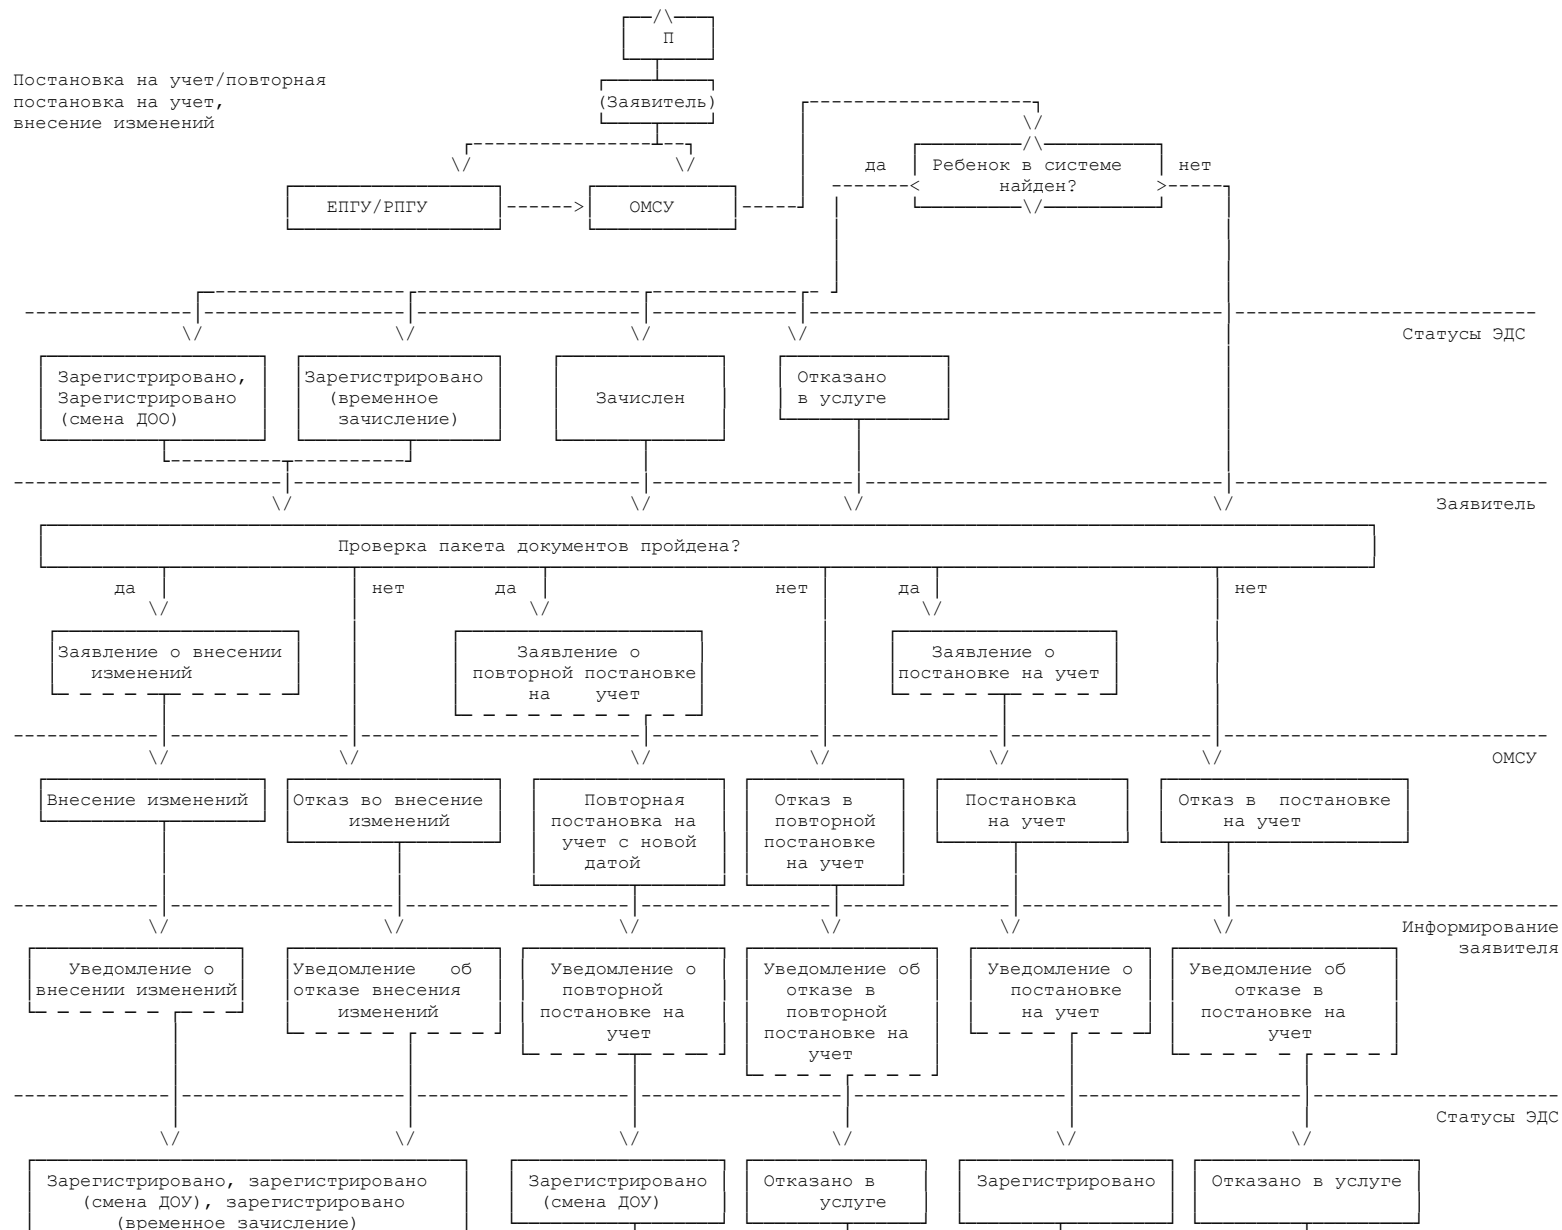 П
Постановка на учет/повторная
постановка на учет,
внесение изменений
(Заявитель)
да
Ребенок в системе
найден?
нет
ЕПГУ/РПГУ
ОМСУ
Статусы ЭДС
Зарегистрировано,
Зарегистрировано
(смена ДОО)
Зарегистрировано
(временное
зачисление)
Зачислен
Отказано
в услуге
Заявитель
Проверка пакета документов пройдена?
да
нет
да
нет
да
нет
Заявление о внесении
изменений
Заявление о
повторной постановке
на учет
Заявление о
постановке на учет
ОМСУ
Внесение изменений
Отказ во внесение
изменений
Повторная
постановка на
учет с новой
датой
Отказ в
повторной
постановке
на учет
Постановка
на учет
Отказ в постановке
на учет
Информирование
заявителя
Уведомление о
внесении изменений
Уведомление об
отказе внесения
изменений
Уведомление о
повторной
постановке на
учет
Уведомление об
отказе в
повторной
постановке на
учет
Уведомление о
постановке
на учет
Уведомление об
отказе в
постановке на
учет
Статусы ЭДС
Зарегистрировано, зарегистрировано
(смена ДОУ), зарегистрировано
(временное зачисление)
Зарегистрировано
(смена ДОУ)
Отказано в
услуге
Зарегистрировано
Отказано в услуге